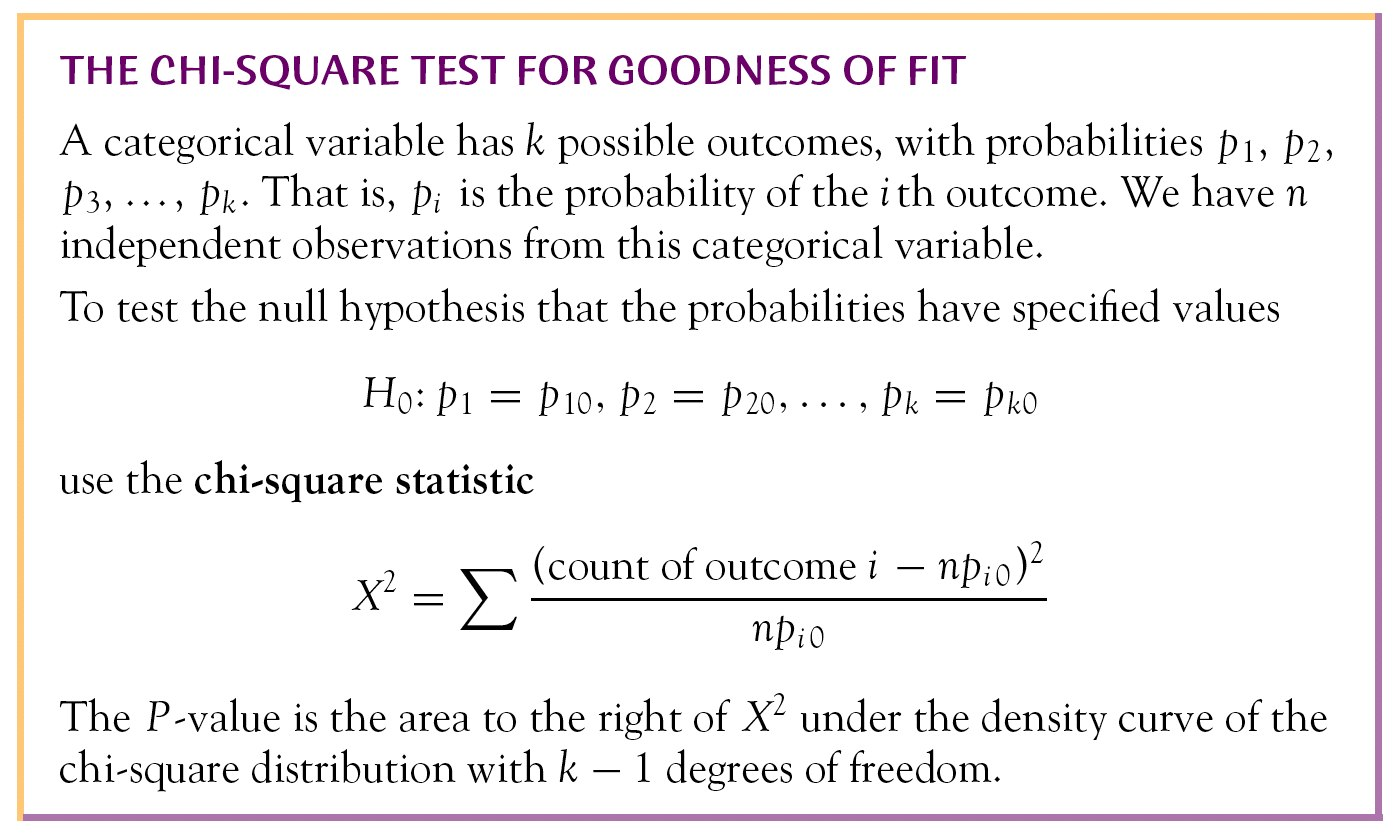 THE CHI-SQUARE TEST FOR GOODNESS OF FIT
A categorical variable has k possible outcomes, with probabilities p₁, p₂,
p₃, …, pₖ. That is, pᵢ is the probability of the i th outcome. We have n
independent observations from this categorical variable.
To test the null hypothesis that the probabilities have specified values
H₀: p₁ = p₁₀, p₂ = p₂₀, …, pₖ = pₖ₀
use the chi-square statistic
X² = ∑ (count of outcome i − npᵢ₀)² / npᵢ₀
The P-value is the area to the right of X² under the density curve of the
chi-square distribution with k − 1 degrees of freedom.